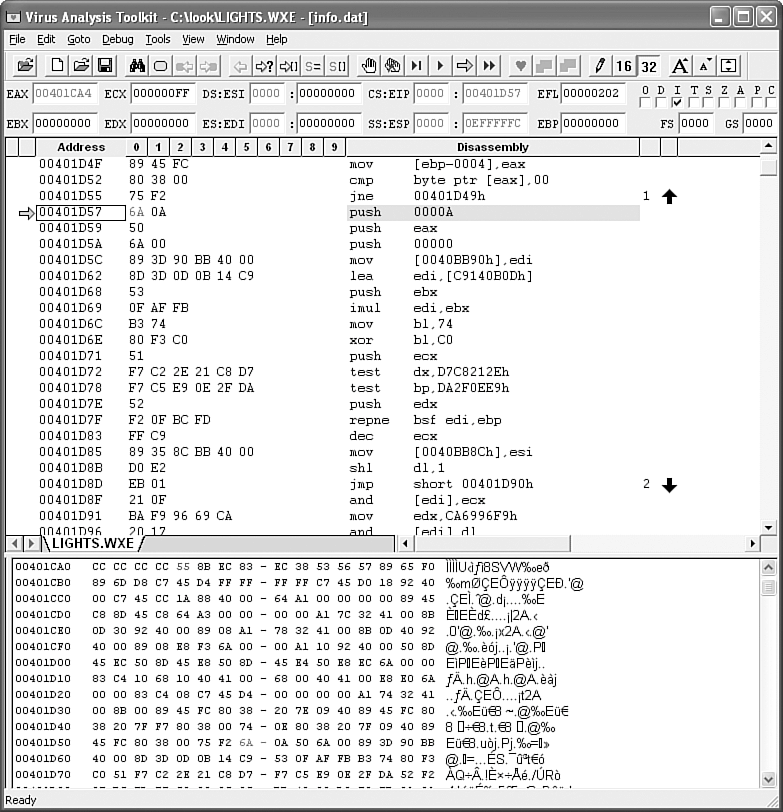 Virus Analysis Toolkit - C:\look\LIGHTS.WXE - [info.dat]
File Edit Goto Debug Tools View Window Help
16 32 A A
EAX 00401CA4 ECX 000000FF DS:ESI 0000 : 00000000 CS:EIP 0000 : 00401D57 EFL 00000202 O D I T S Z A P C
EBX 00000000 EDX 00000000 ES:EDI 0000 : 00000000 SS:ESP 0000 : 0EFFFFFC EBP 00000000 FS 0000 GS 0000
Address 0 1 2 3 4 5 6 7 8 9 Disassembly
00401D4F 89 45 FC mov [ebp-0004],eax
00401D52 80 38 00 cmp byte ptr [eax],00
00401D55 75 F2 jne 00401D49h 1
00401D57 6A 0A push 0000A
00401D59 50 push eax
00401D5A 6A 00 push 00000
00401D5C 89 3D 90 BB 40 00 mov [0040BB90h],edi
00401D62 8D 3D 0D 0B 14 C9 lea edi,[C9140B0Dh]
00401D68 53 push ebx
00401D69 0F AF FB imul edi,ebx
00401D6C B3 74 mov bl,74
00401D6E 80 F3 C0 xor bl,C0
00401D71 51 push ecx
00401D72 F7 C2 2E 21 C8 D7 test dx,D7C8212Eh
00401D78 F7 C5 E9 0E 2F DA test bp,DA2F0EE9h
00401D7E 52 push edx
00401D7F F2 0F BC FD repne bsf edi,ebp
00401D83 FF C9 dec ecx
00401D85 89 35 8C BB 40 00 mov [0040BB8Ch],esi
00401D8B D0 E2 shl dl,1
00401D8D EB 01 jmp short 00401D90h 2
00401D8F 21 0F and [edi],ecx
00401D91 BA F9 96 69 CA mov edx,CA6996F9h
00401D96 20 17 and [edi],dl
LIGHTS.WXE
00401CA0 CC CC CC CC 55 8B EC 83 - EC 38 53 56 57 89 65 F0 ÌÌÌÌU‹ìƒì8SVW‰eð
00401CB0 89 6D D8 C7 45 D4 FF FF - FF FF C7 45 D0 18 92 40 ‰mØÇEÔÿÿÿÿÇEÐ.'@
00401CC0 00 C7 45 CC 1A 88 40 00 - 64 A1 00 00 00 00 89 45 .ÇEÌ.ˆ@.d¡....‰E
00401CD0 C8 8D 45 C8 64 A3 00 00 - 00 00 A1 7C 32 41 00 8B
00401CE0 0D 30 92 40 00 89 08 A1 - 78 32 41 00 8B 0D 40 92 .0'@.‰.¡x2A.‹.@'
00401CF0 40 00 89 08 E8 F3 6A 00 - 00 A1 10 92 40 00 50 8D
00401D00 45 EC 50 8D 45 E8 50 8D - 45 E4 50 E8 EC 6A 00 00
00401D10 83 C4 10 68 10 40 41 00 - 68 00 40 41 00 E8 E0 6A ƒÄ.h.@A.h.@A.èàj
00401D20 00 00 83 C4 08 C7 45 D4 - 00 00 00 00 A1 74 32 41 ..ƒÄ.ÇEÔ....¡t2A
00401D30 00 8B 00 89 45 FC 80 38 - 20 7E 09 40 89 45 FC 80 .‹.‰Eü€8 ~.@‰Eü€
00401D40 38 20 7F F7 80 38 00 74 - 0E 80 38 20 7F 09 40 89
00401D50 45 FC 80 38 00 75 F2 6A - 0A 50 6A 00 89 3D 90 BB
00401D60 40 00 8D 3D 0D 0B 14 C9 - 53 0F AF FB B3 74 80 F3
00401D70 C0 51 F7 C2 2E 21 C8 D7 - F7 C5 E9 0E 2F DA 52 F2 ÀQ÷Â.!È×÷Åé./ÚRò
Ready